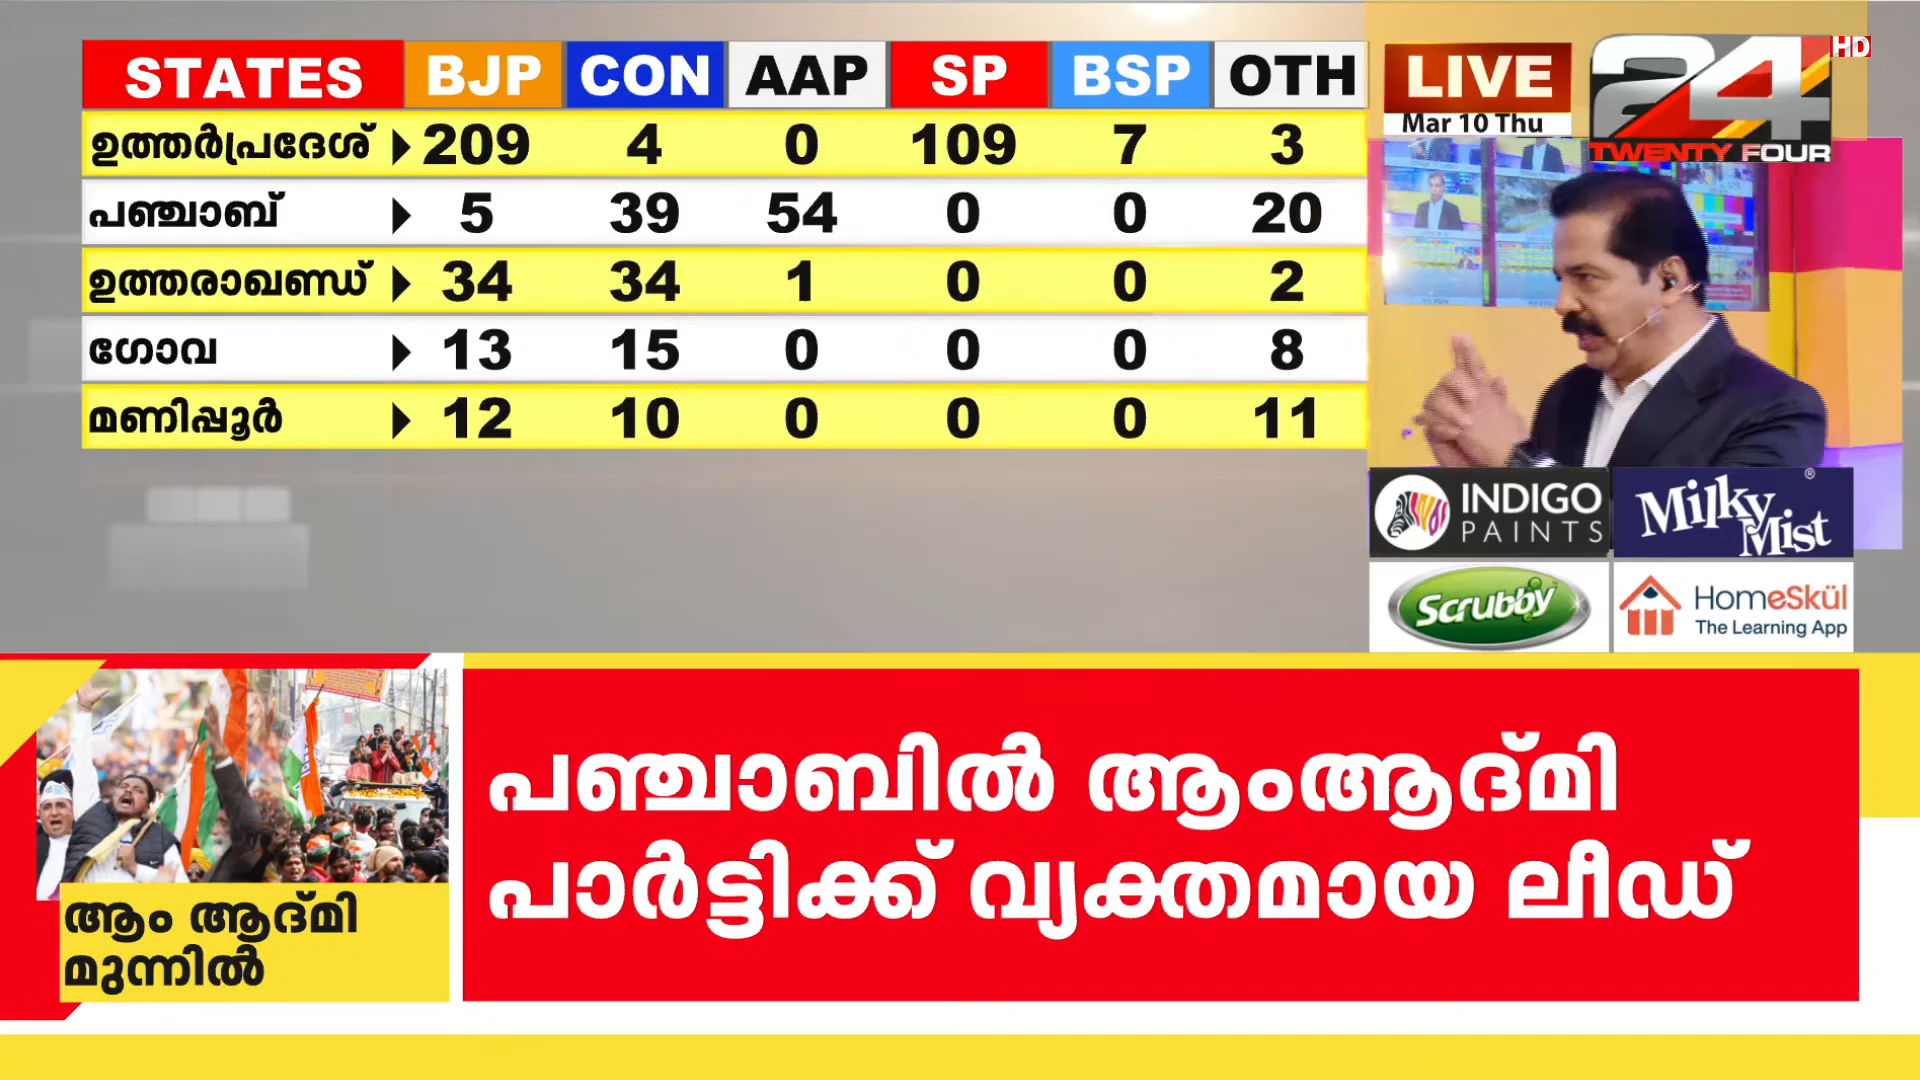 STATES BJP CON AAP SP BSP OTH
ഉത്തർപ്രദേശ് 209 4 0 109 7 3
പഞ്ചാബ് 5 39 54 0 0 20
ഉത്തരാഖണ്ഡ് 34 34 1 0 0 2
ഗോവ 13 15 0 0 0 8
മണിപ്പൂർ 12 10 0 0 0 11
LIVE
Mar 10 Thu
24 HD
TWENTY FOUR
INDIGO
PAINTS
Milky
Mist ®
Scrubby
HomeSkül
The Learning App
ആം ആദ്മി
മുന്നിൽ
പഞ്ചാബിൽ ആംആദ്മി
പാർട്ടിക്ക് വ്യക്തമായ ലീഡ്